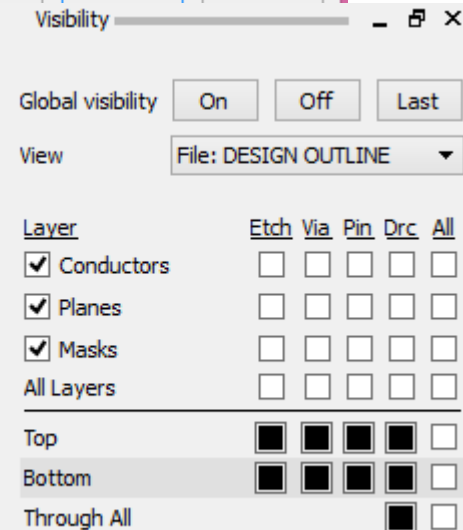 Visibility
Global visibility On Off Last
View File: DESIGN OUTLINE
Layer Etch Via Pin Drc All
Conductors
Planes
Masks
All Layers
Top
Bottom
Through All